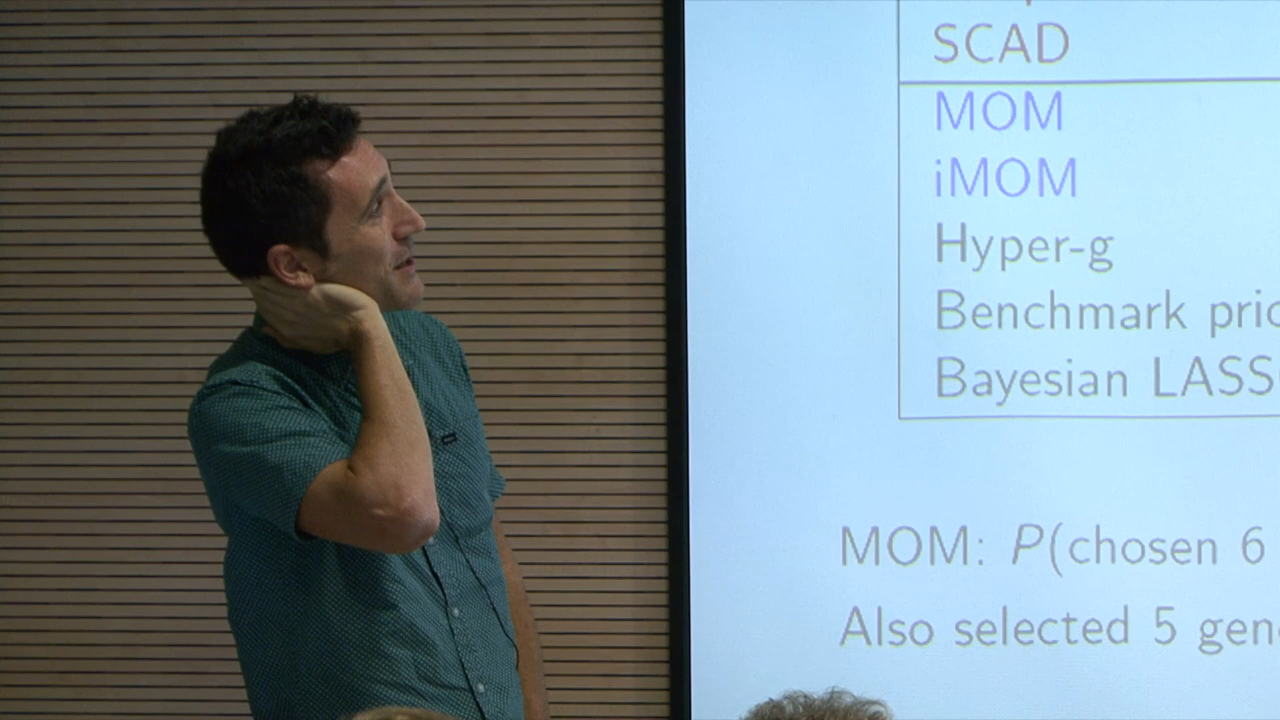 SCAD
MOM
iMOM
Hyper-g
Benchmark
Bayesian
MOM: P(chosen 6
Also selected 5